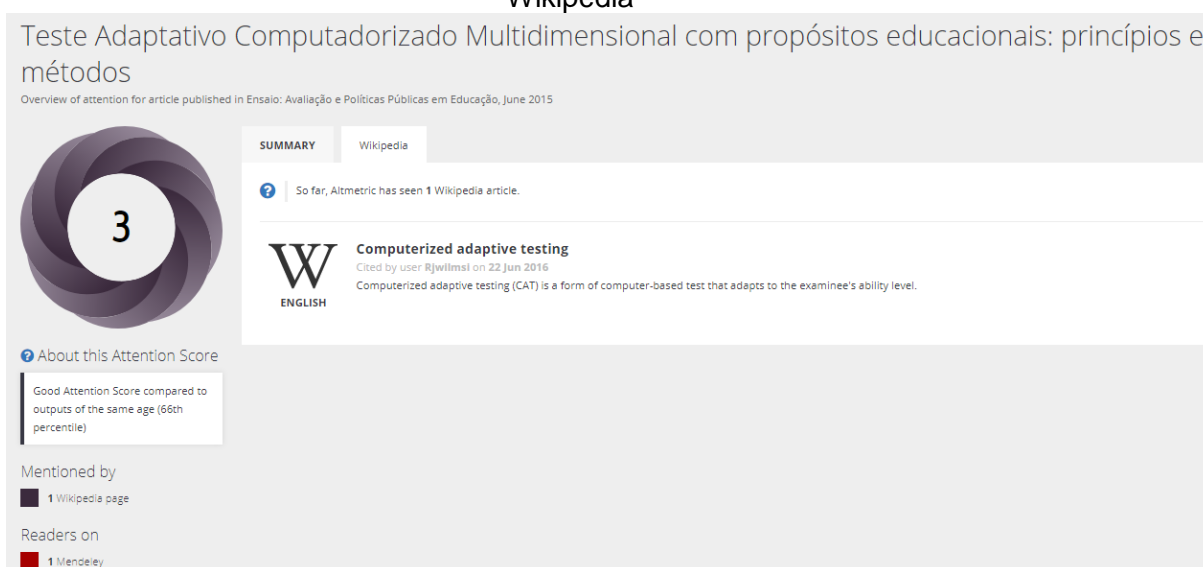 Wikipedia
Teste Adaptativo Computadorizado Multidimensional com propósitos educacionais: princípios e
métodos
Overview of attention for article published in Ensaio: Avaliação e Políticas Públicas em Educação, June 2015
SUMMARY Wikipedia
? So far, Altmetric has seen 1 Wikipedia article.
3
W
ENGLISH
Computerized adaptive testing
Cited by user Rjwilmsi on 22 Jun 2016
Computerized adaptive testing (CAT) is a form of computer-based test that adapts to the examinee's ability level.
? About this Attention Score
Good Attention Score compared to
outputs of the same age (66th
percentile)
Mentioned by
1 Wikipedia page
Readers on
1 Mendeley